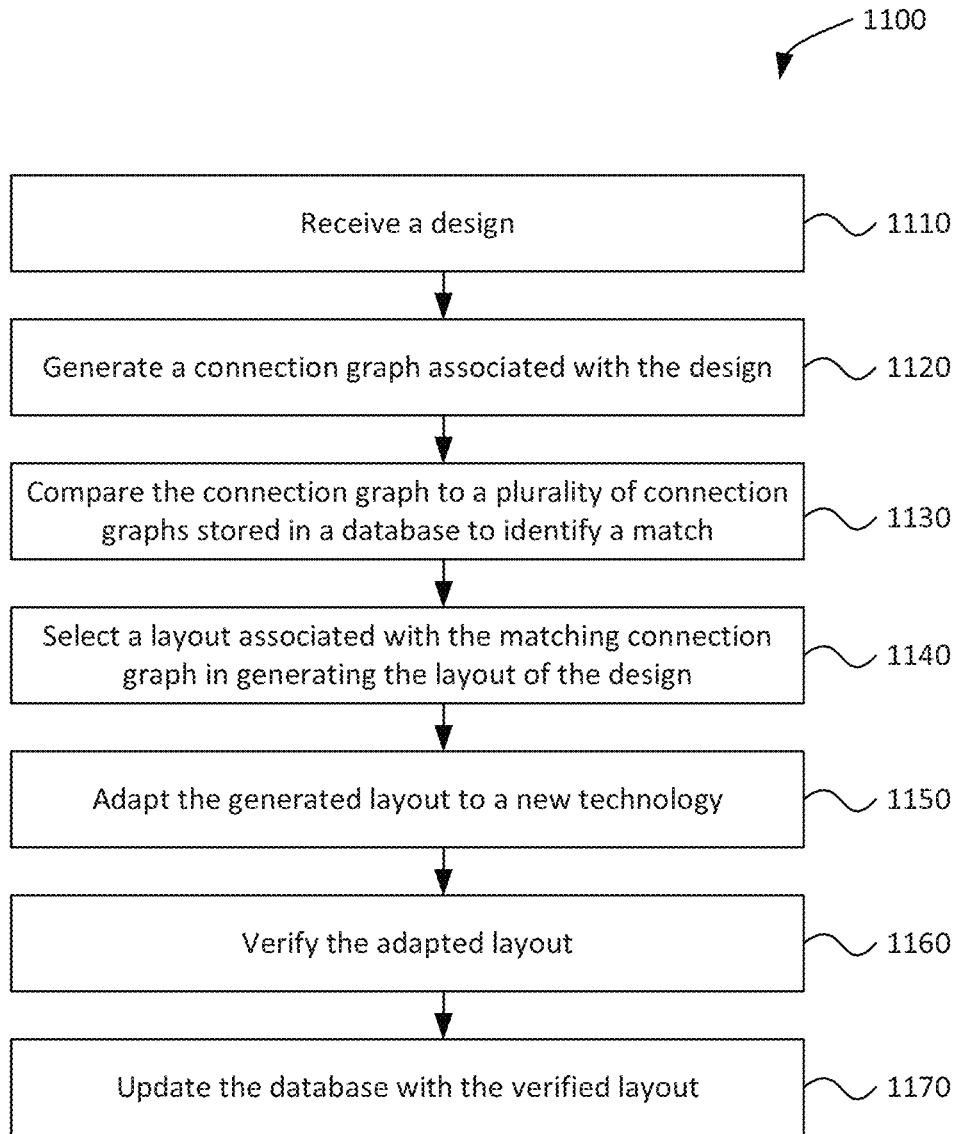 1100
Receive a design
1110
Generate a connection graph associated with the design
1120
Compare the connection graph to a plurality of connection
graphs stored in a database to identify a match
1130
Select a layout associated with the matching connection
graph in generating the layout of the design
1140
Adapt the generated layout to a new technology
1150
Verify the adapted layout
1160
Update the database with the verified layout
1170